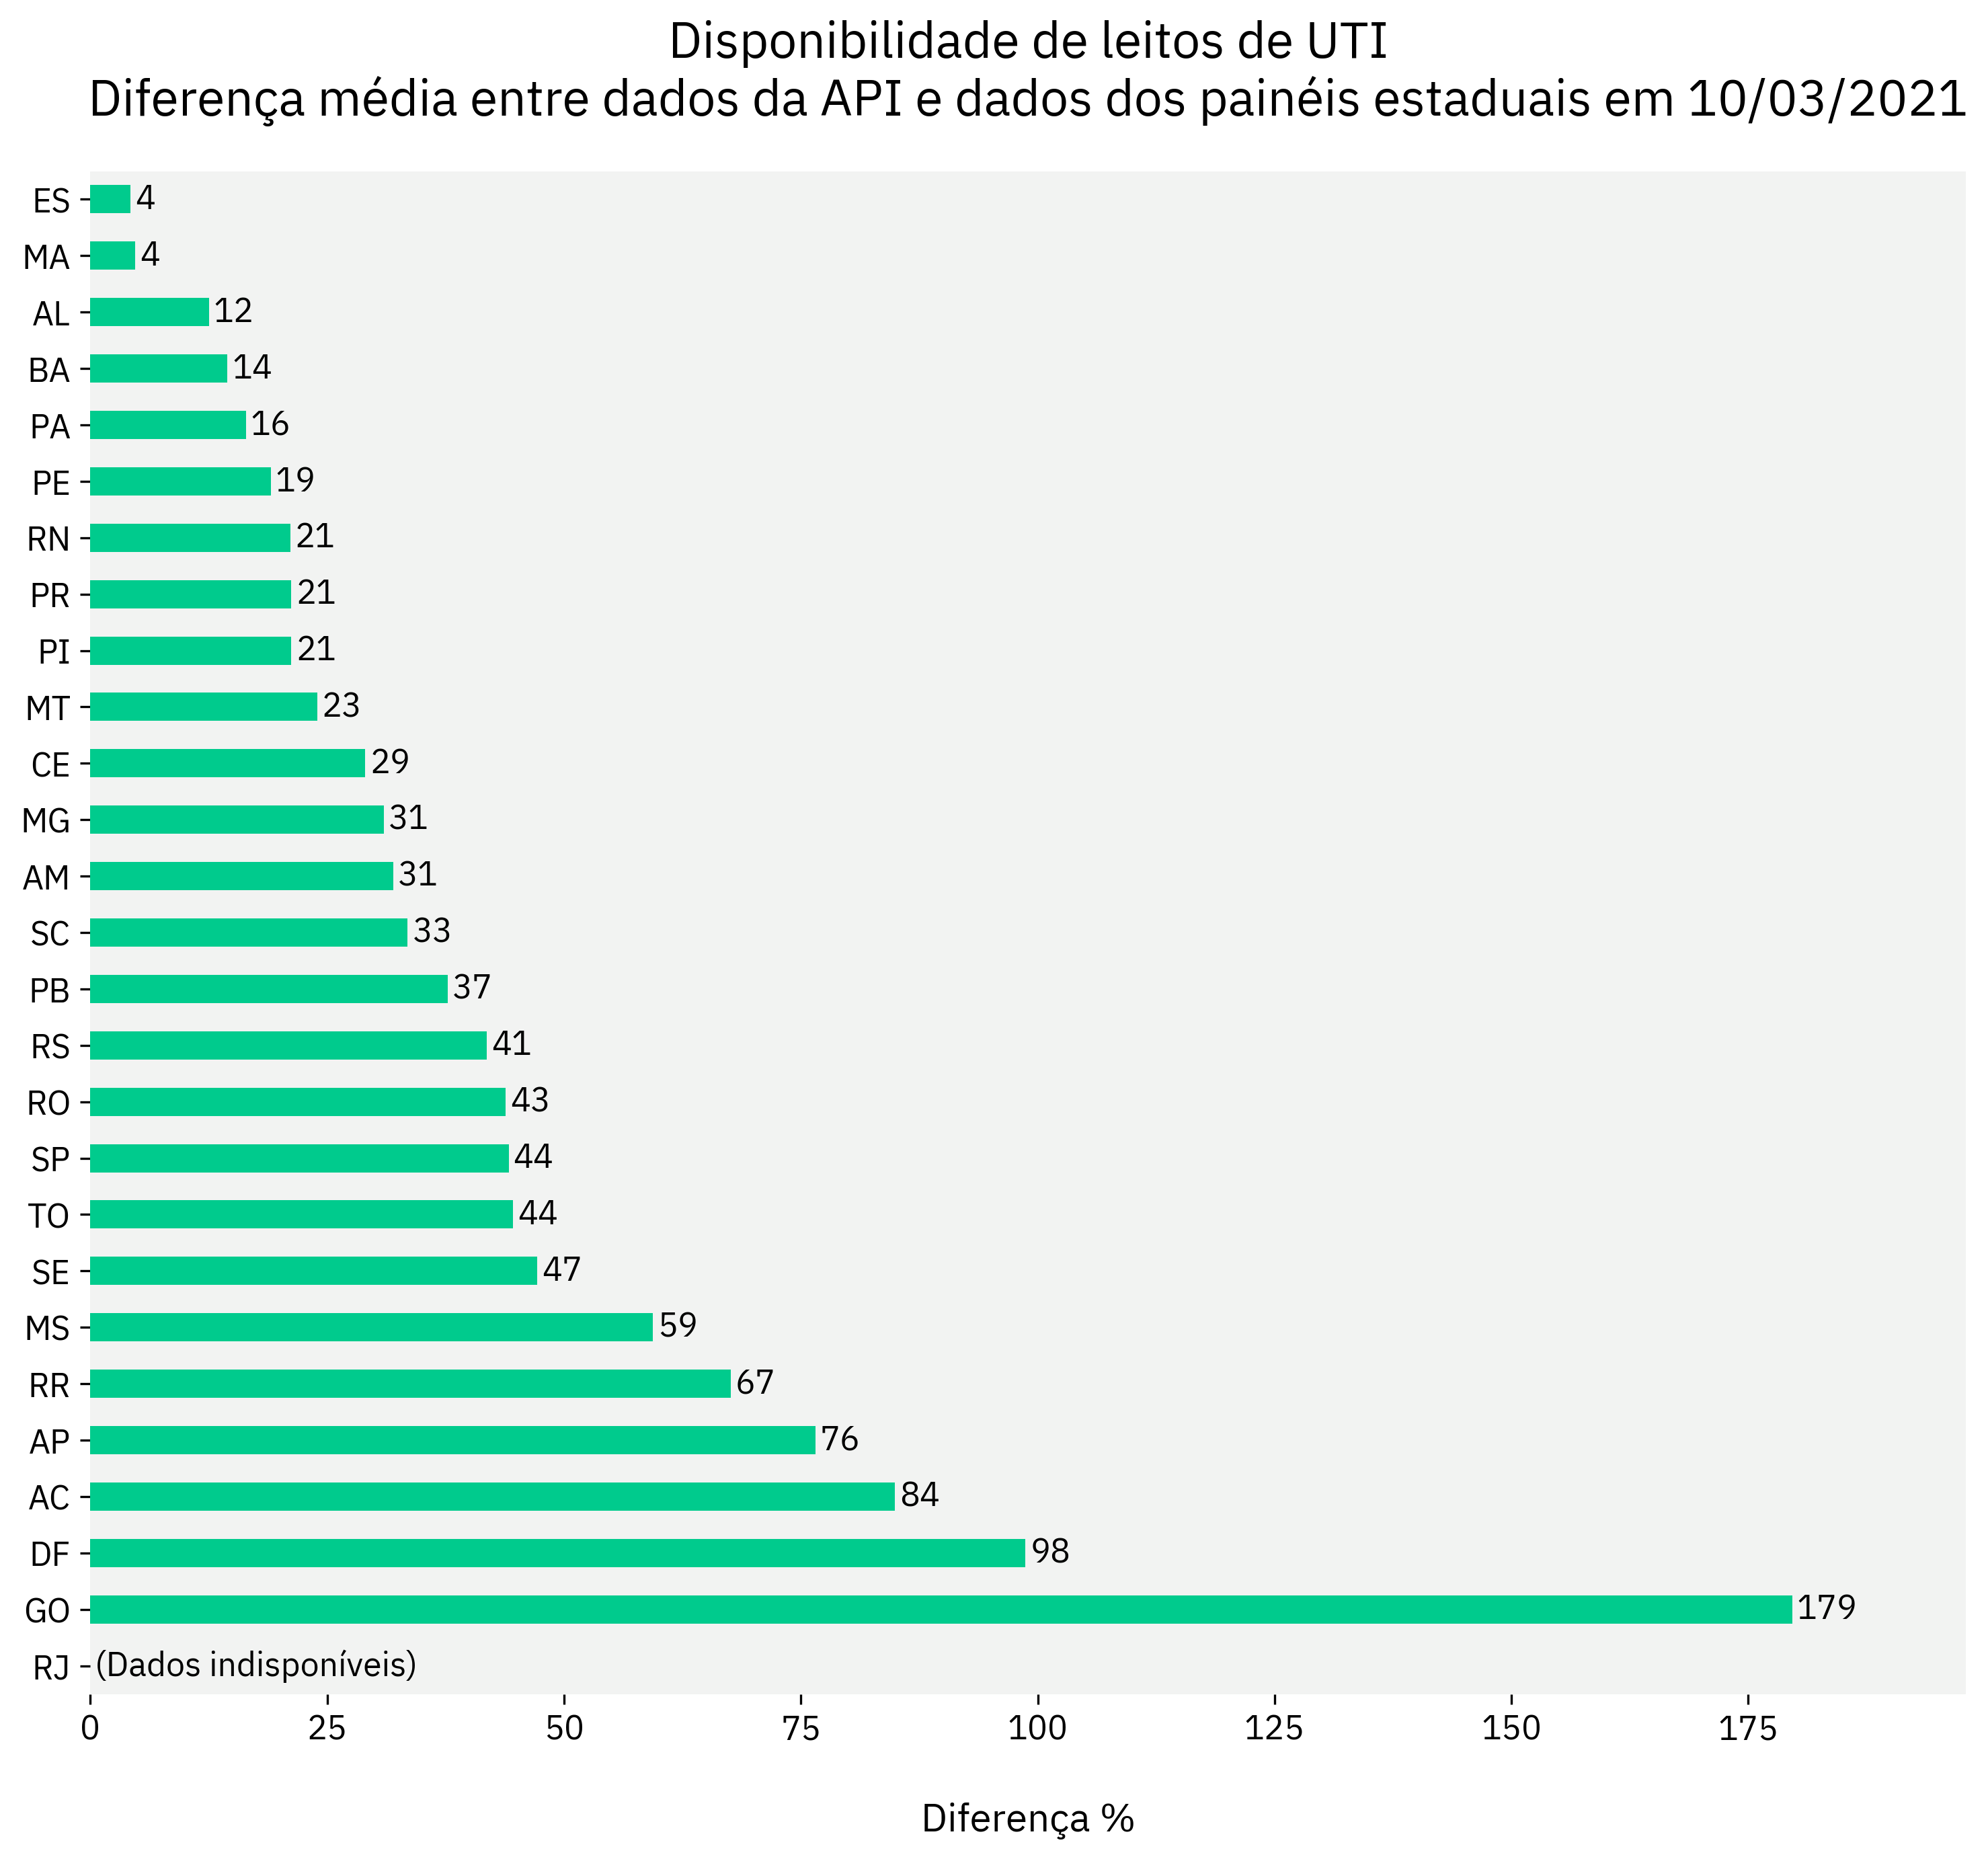 Disponibilidade de leitos de UTI
Diferença média entre dados da API e dados dos painéis estaduais em 10/03/2021
ES 4
MA 4
AL 12
BA 14
PA 16
PE 19
RN 21
PR 21
PI 21
MT 23
CE 29
MG 31
AM 31
SC 33
PB 37
RS 41
RO 43
SP 44
TO 44
SE 47
MS 59
RR 67
AP 76
AC 84
DF 98
GO 179
RJ (Dados indisponíveis)
0 25 50 75 100 125 150 175
Diferença %